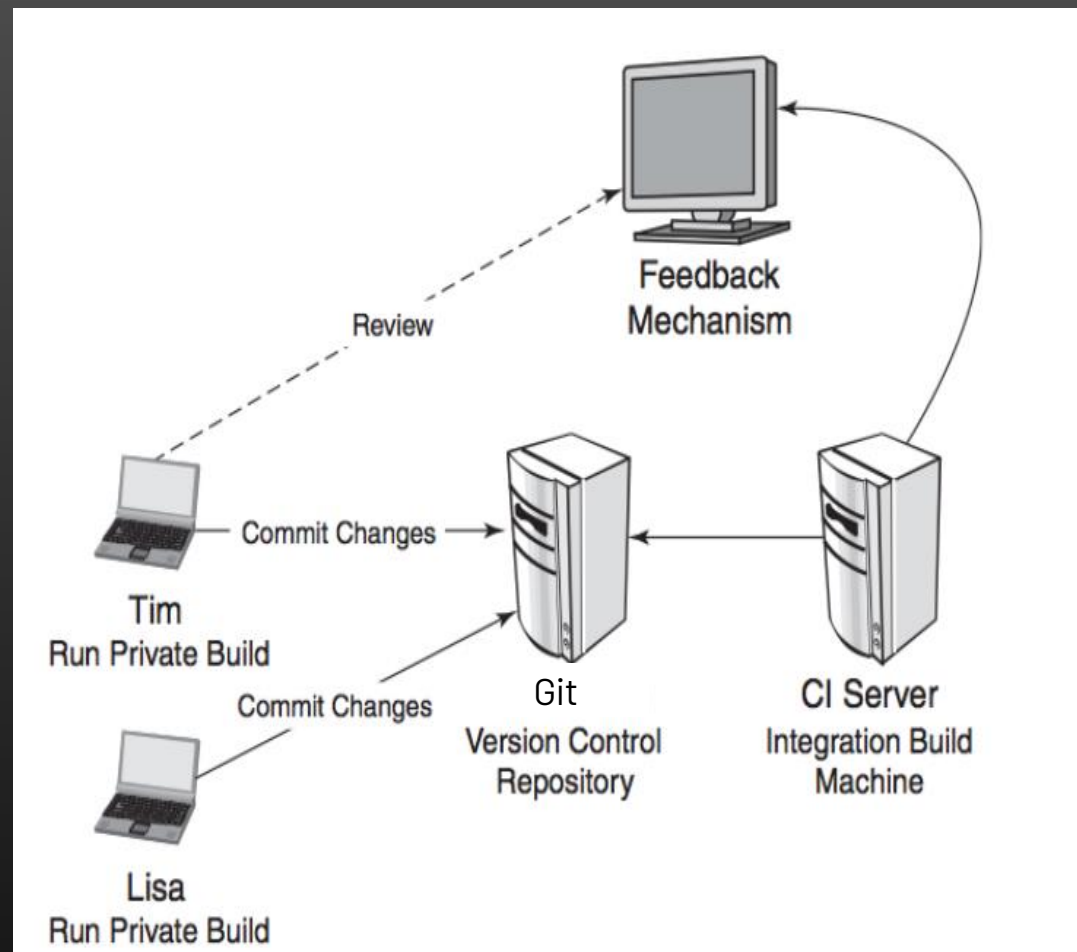 Feedback
Mechanism
Review
Commit Changes
Tim
Run Private Build
Commit Changes
Git
Version Control
Repository
CI Server
Integration Build
Machine
Lisa
Run Private Build